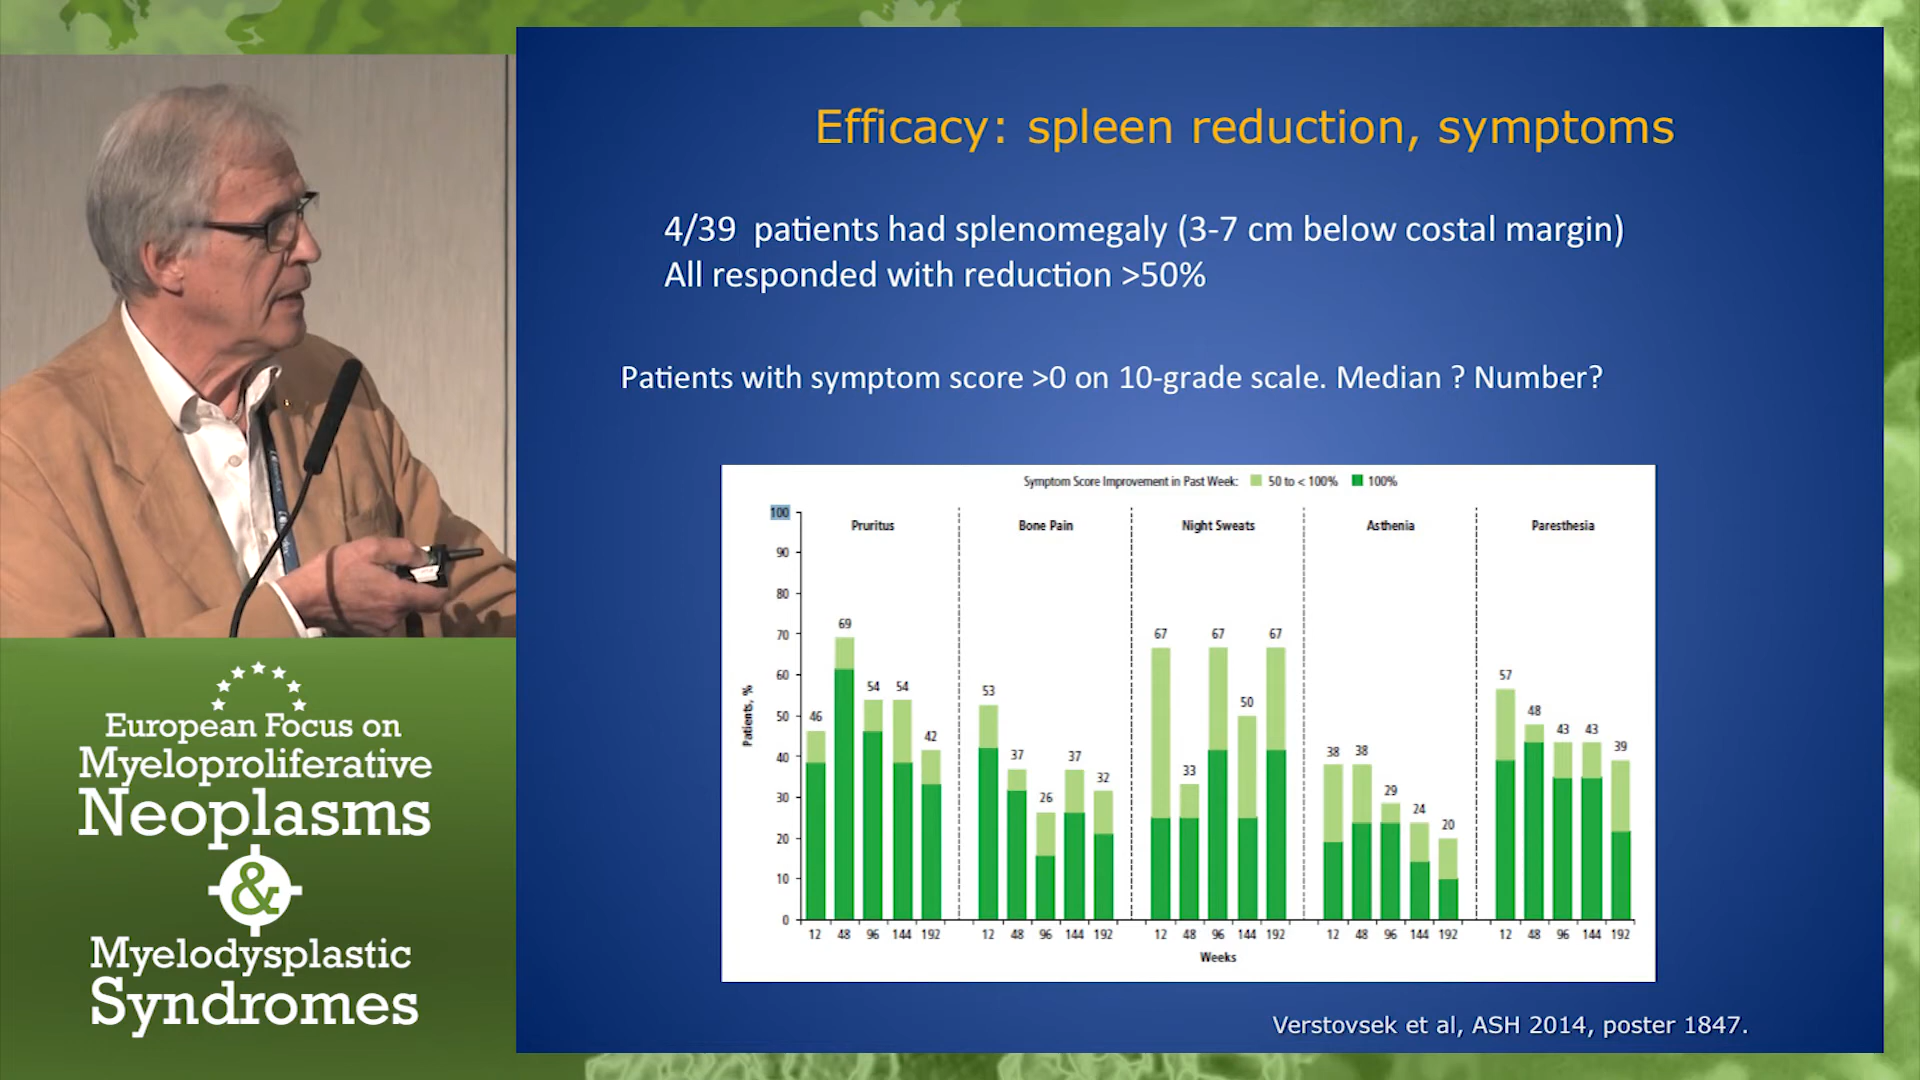 Efficacy: spleen reduction, symptoms
4/39 patients had splenomegaly (3-7 cm below costal margin)
All responded with reduction >50%
Patients with symptom score >0 on 10-grade scale. Median ? Number?
Symptom Score Improvement in Past Week: 50 to < 100% 100%
Pruritus Bone Pain Night Sweats Asthenia Paresthesia
Patients, %
100
90
80
70
60
50
40
30
20
10
0
46 69 54 54 42
53 37 26 37 32
67 33 67 50 67
38 38 29 24 20
57 48 43 43 39
12 48 96 144 192 12 48 96 144 192 12 48 96 144 192 12 48 96 144 192 12 48 96 144 192
Weeks
Verstovsek et al, ASH 2014, poster 1847.
European Focus on
Myeloproliferative
Neoplasms
&
Myelodysplastic
Syndromes